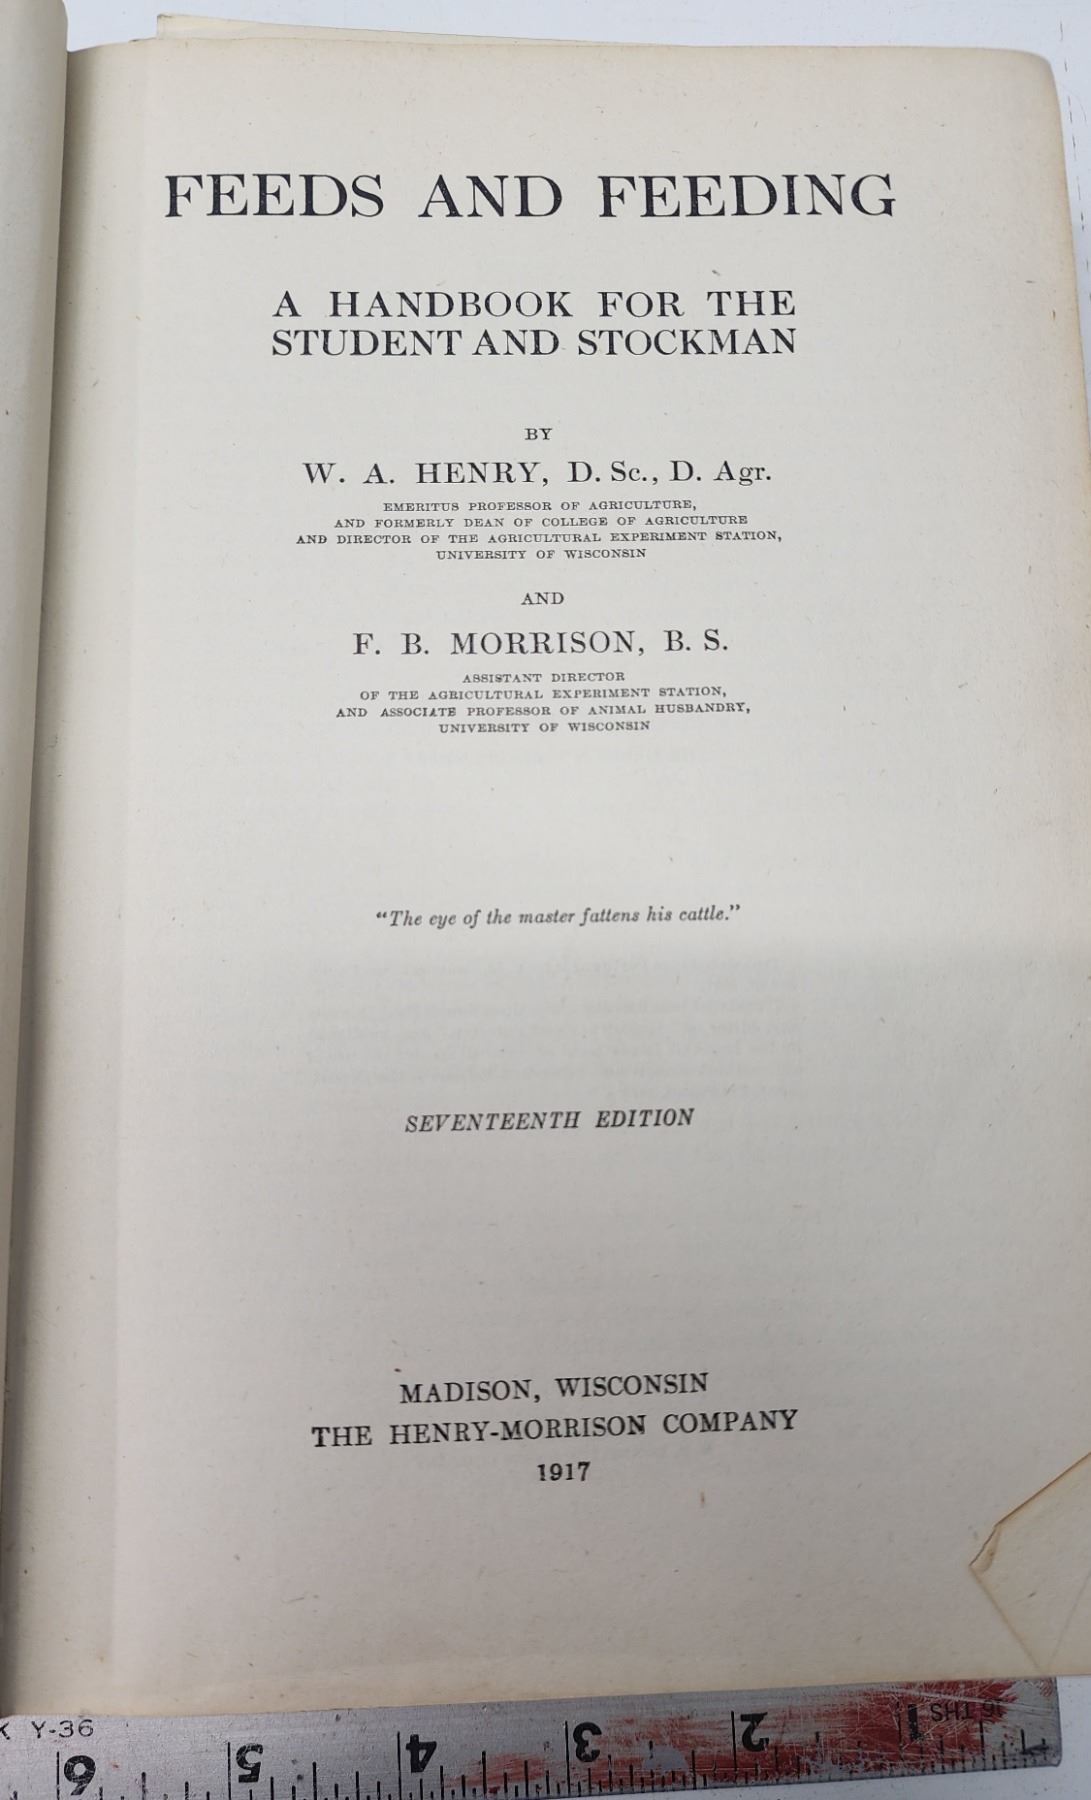 FEEDS AND FEEDING
A HANDBOOK FOR THE
STUDENT AND STOCKMAN
BY
W. A. HENRY, D. Sc., D. Agr.
EMERITUS PROFESSOR OF AGRICULTURE,
AND FORMERLY DEAN OF COLLEGE OF AGRICULTURE
AND DIRECTOR OF THE AGRICULTURAL EXPERIMENT STATION,
UNIVERSITY OF WISCONSIN
AND
F. B. MORRISON, B. S.
ASSISTANT DIRECTOR
OF THE AGRICULTURAL EXPERIMENT STATION,
AND ASSOCIATE PROFESSOR OF ANIMAL HUSBANDRY,
UNIVERSITY OF WISCONSIN
"The eye of the master fattens his cattle."
SEVENTEENTH EDITION
MADISON, WISCONSIN
THE HENRY-MORRISON COMPANY
1917
Y-36
16THS
6 5 4 3 2 1